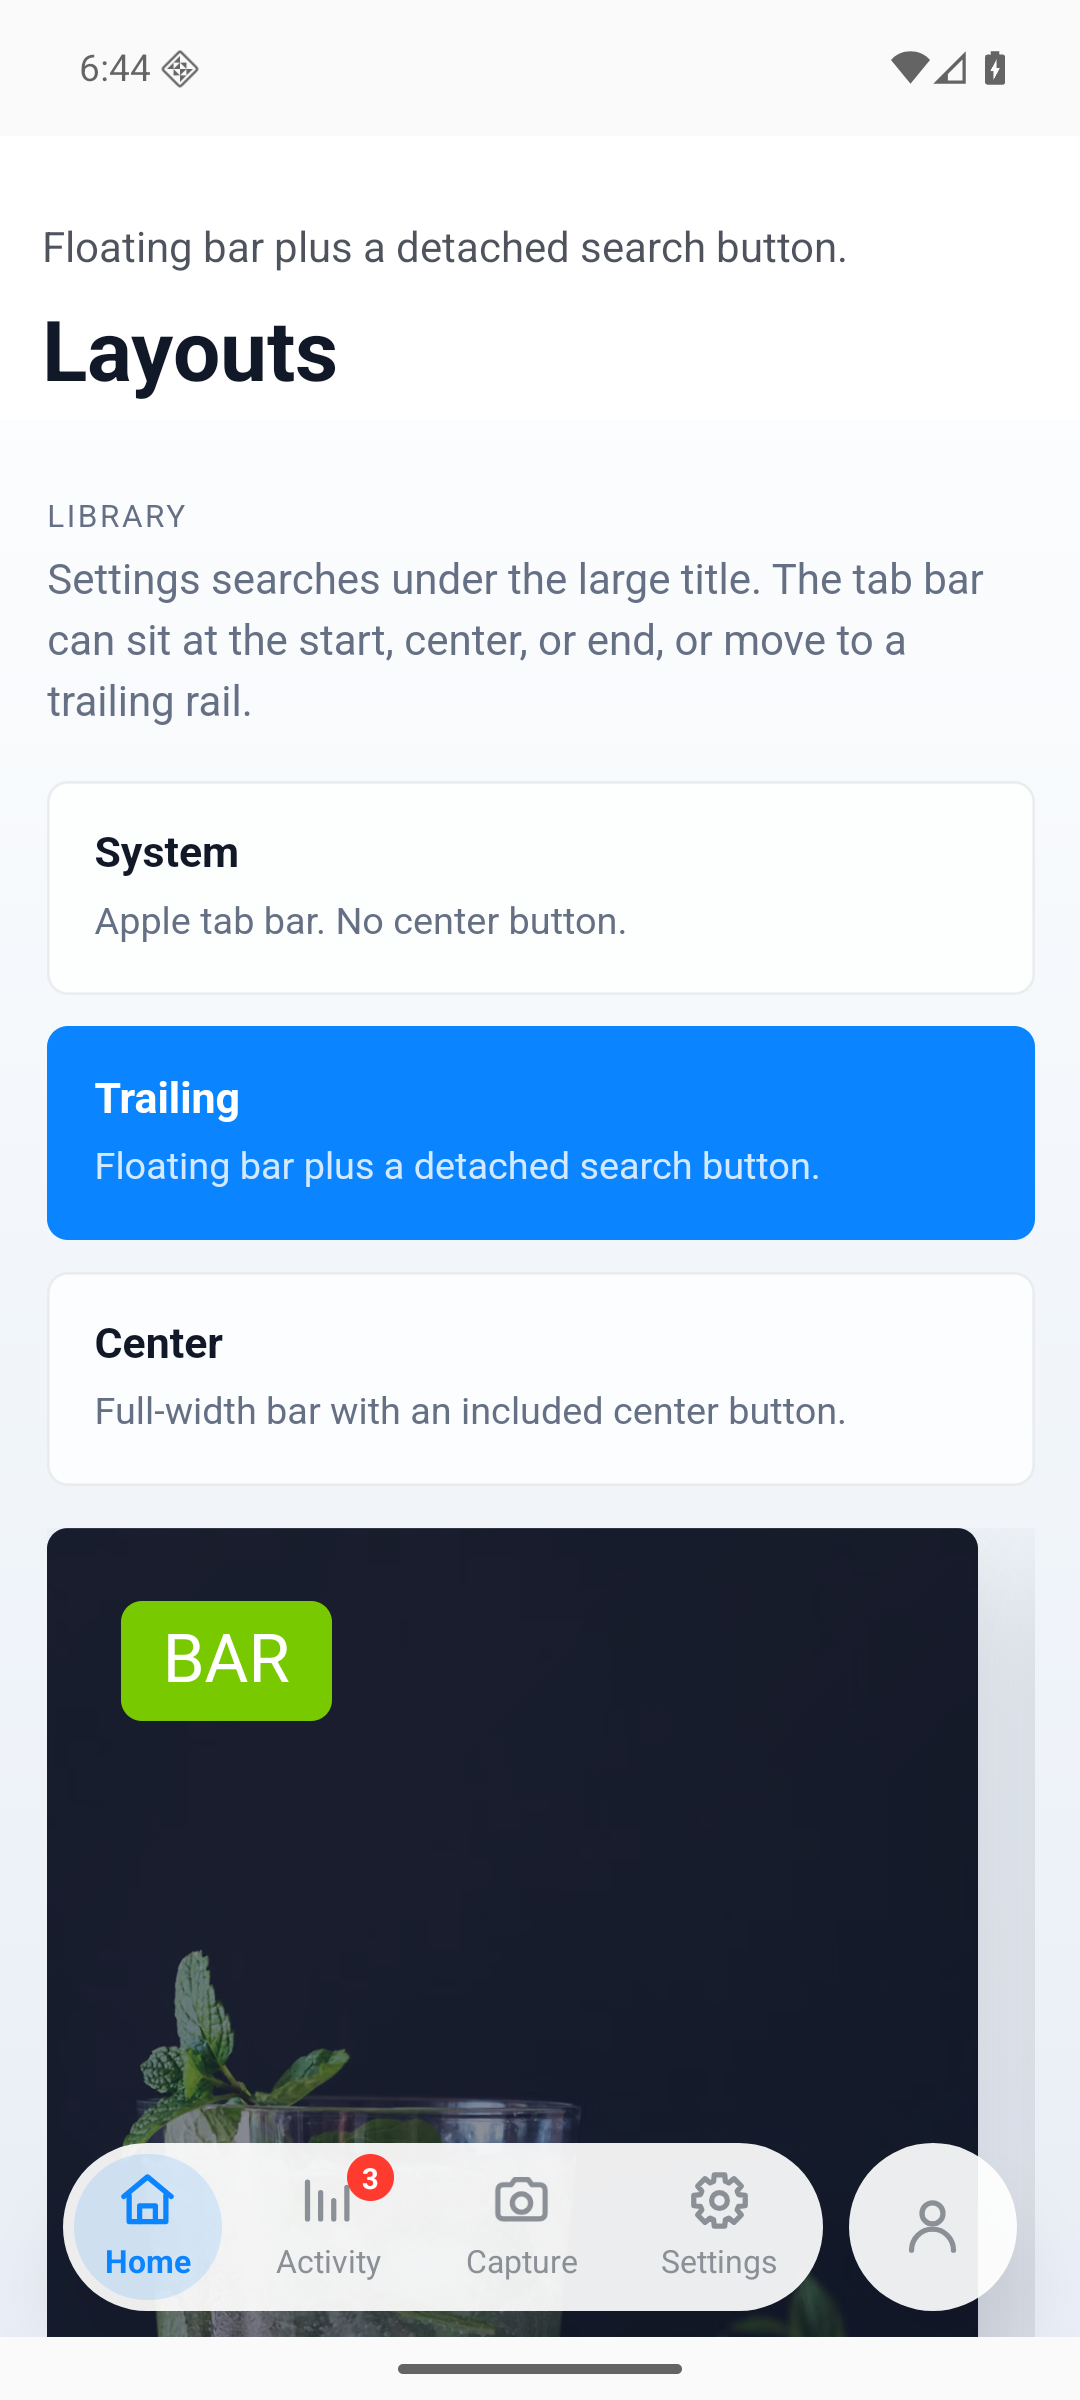 6:44
Floating bar plus a detached search button.
Layouts
LIBRARY
Settings searches under the large title. The tab bar
can sit at the start, center, or end, or move to a
trailing rail.
System
Apple tab bar. No center button.
Trailing
Floating bar plus a detached search button.
Center
Full-width bar with an included center button.
BAR
3
Home
Activity
Capture
Settings